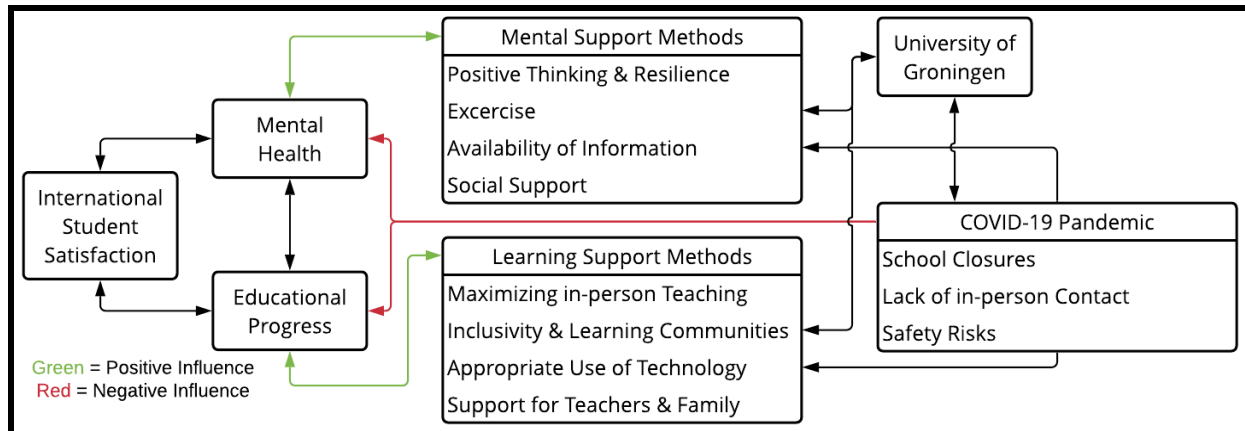 Mental Support Methods
Positive Thinking & Resilience
Excercise
Availability of Information
Social Support
University of
Groningen
Mental
Health
International
Student
Satisfaction
Educational
Progress
COVID-19 Pandemic
School Closures
Lack of in-person Contact
Safety Risks
Learning Support Methods
Maximizing in-person Teaching
Inclusivity & Learning Communities
Appropriate Use of Technology
Support for Teachers & Family
Green = Positive Influence
Red = Negative Influence